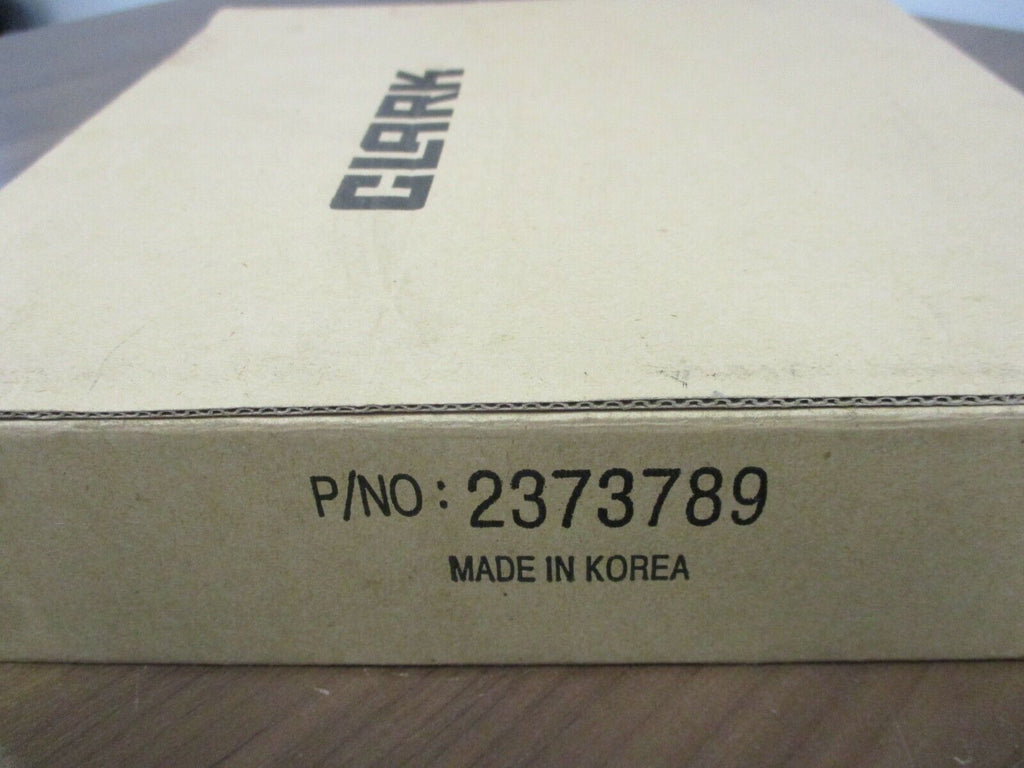 CLARK
P/NO : 2373789
MADE IN KOREA